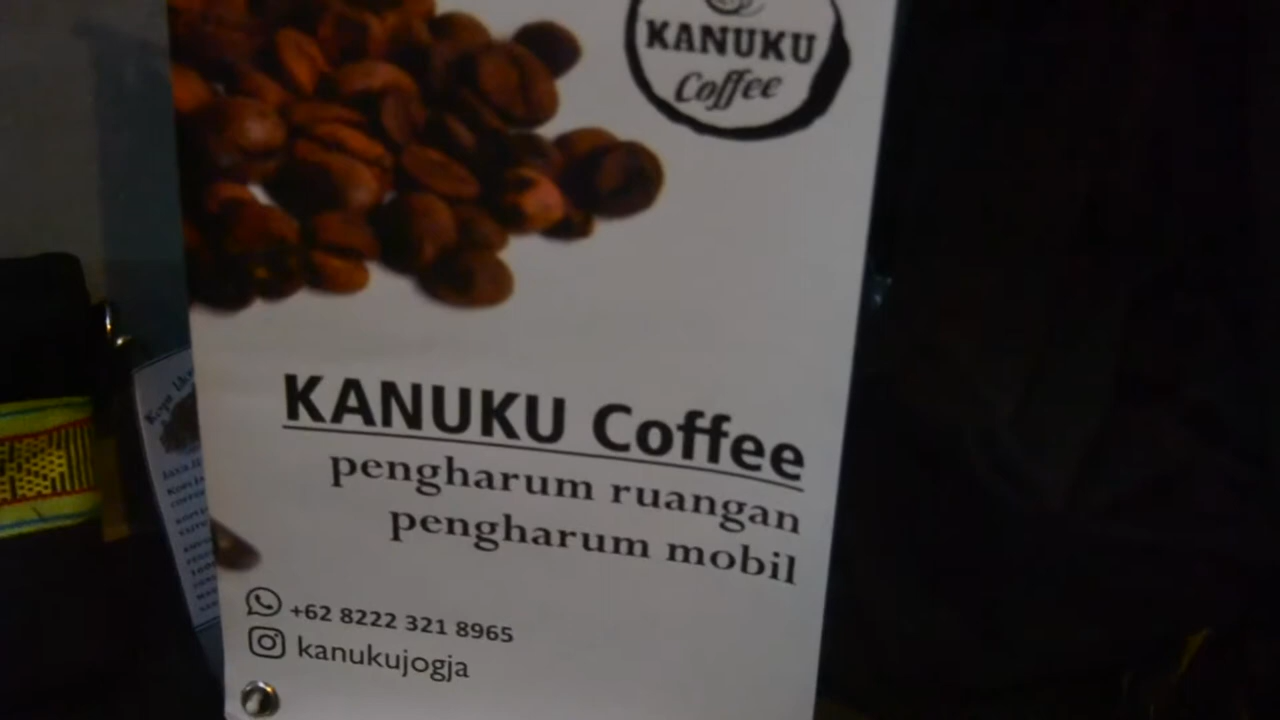 KANUKU
Coffee
KANUKU Coffee
pengharum ruangan
pengharum mobil
+62 8222 321 8965
kanukujogja